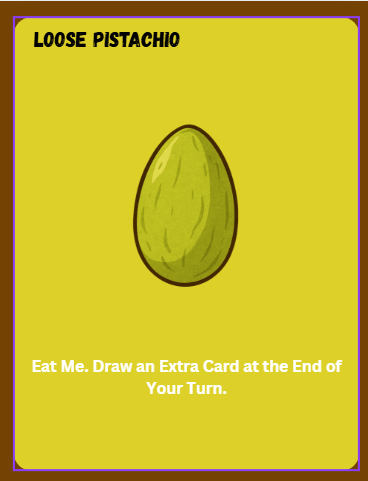 LOOSE PISTACHIO
Eat Me. Draw an Extra Card at the End of
Your Turn.